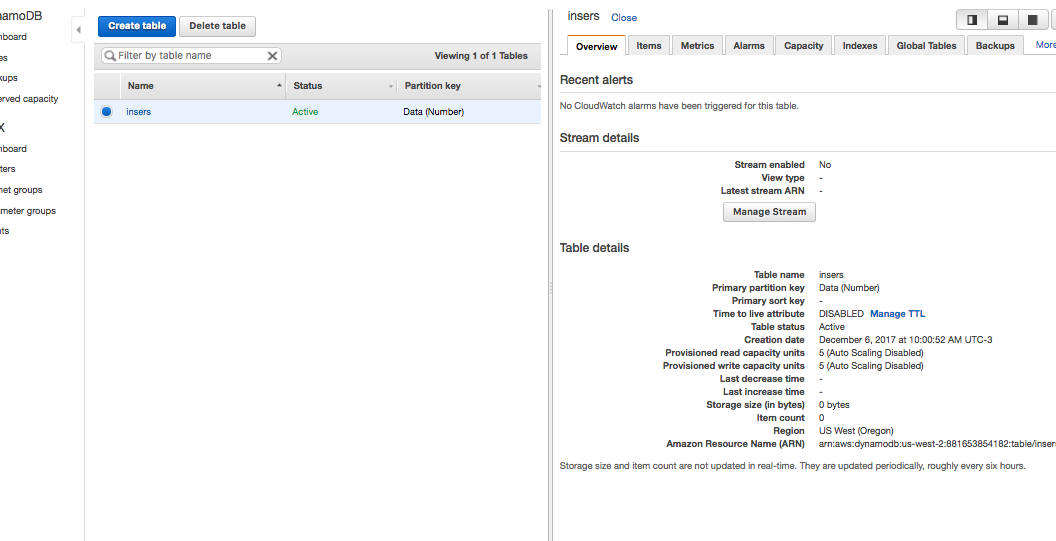 namoDB
hboard
es
kups
erved capacity
X
hboard
ters
net groups
meter groups
nts
Create table
Delete table
Filter by table name
Viewing 1 of 1 Tables
Name Status Partition key
insers Active Data (Number)
insers Close
Overview Items Metrics Alarms Capacity Indexes Global Tables Backups More
Recent alerts
No CloudWatch alarms have been triggered for this table.
Stream details
Stream enabled No
View type -
Latest stream ARN -
Manage Stream
Table details
Table name insers
Primary partition key Data (Number)
Primary sort key -
Time to live attribute DISABLED Manage TTL
Table status Active
Creation date December 6, 2017 at 10:00:52 AM UTC-3
Provisioned read capacity units 5 (Auto Scaling Disabled)
Provisioned write capacity units 5 (Auto Scaling Disabled)
Last decrease time -
Last increase time -
Storage size (in bytes) 0 bytes
Item count 0
Region US West (Oregon)
Amazon Resource Name (ARN) arn:aws:dynamodb:us-west-2:881653854182:table/insers
Storage size and item count are not updated in real-time. They are updated periodically, roughly every six hours.